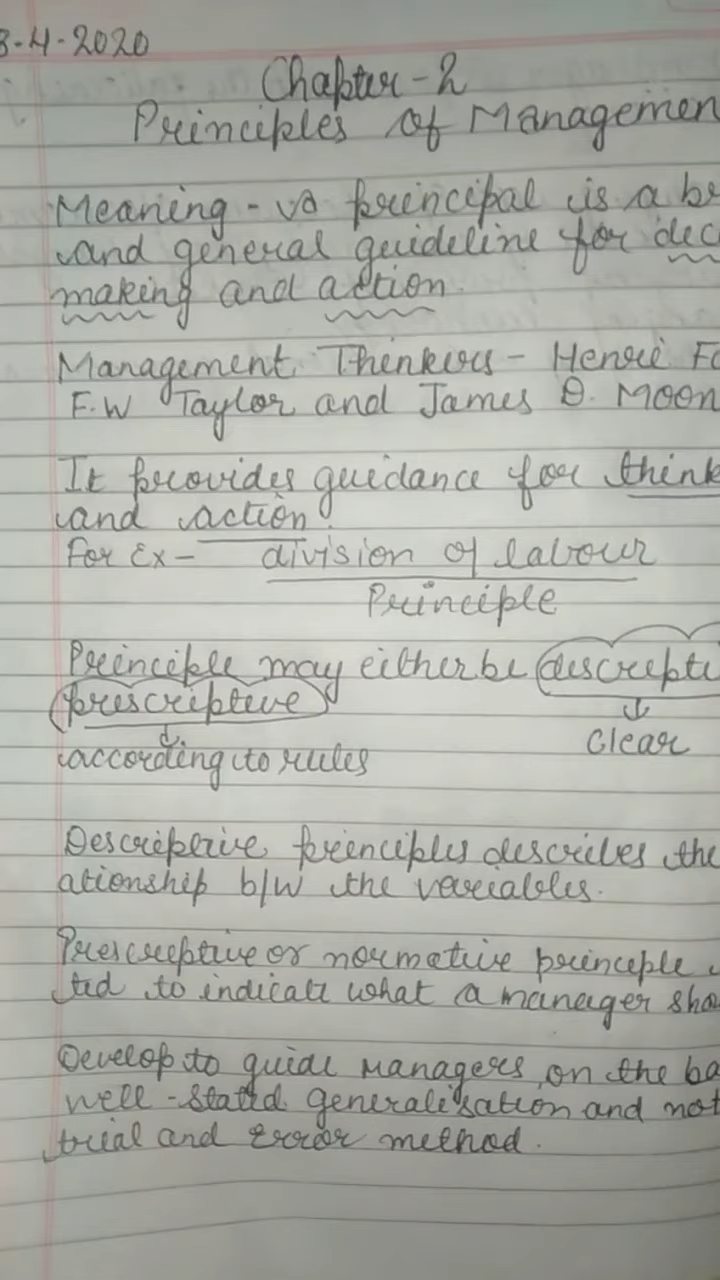 3-4-2020
Chapter-2
Principles of Managemen
Meaning - a principal is a br
and general guideline for dec
making and action.
Management Thinkers - Henri Fa
F.W Taylor and James D. Moon
It provides guidance for think
and action.
For Ex- division of labour
Principle
Principle may either be descripti
prescriptive
clear
according to rules
Descriptive principles describes the
ationship b/w the variables.
Prescriptive or normative principle
ted to indicate what a manager sho
Develop to guide managers on the ba
well-stated generalisation and not
trial and error method.